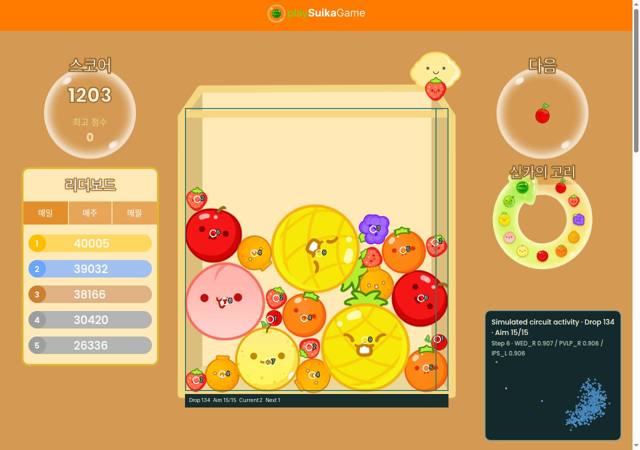 playSuikaGame
스코어
1203
최고 점수
0
리더보드
매일 매주 매월
1 40005
2 39032
3 38166
4 30420
5 26336
다음
산카의 고리
Simulated circuit activity · Drop 134
· Aim 15/15
Step 6 · WED_R 0.907 / PVLP_R 0.906 /
IPS_L 0.906
Drop 134 Aim 15/15 Current 2 Next 1